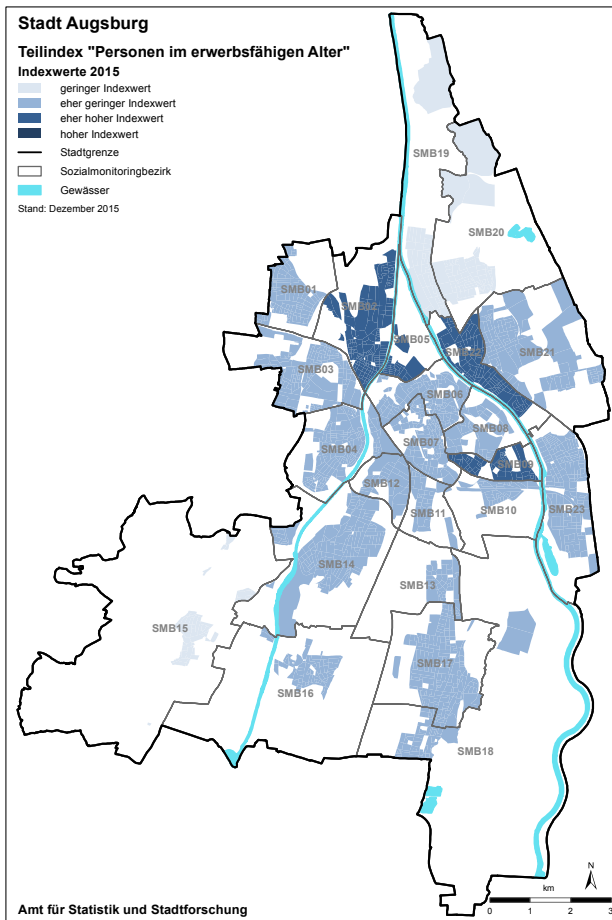 Stadt Augsburg
Teilindex "Personen im erwerbsfähigen Alter"
Indexwerte 2015
geringer Indexwert
eher geringer Indexwert
eher hoher Indexwert
hoher Indexwert
Stadtgrenze
Sozialmonitoringbezirk
Gewässer
Stand: Dezember 2015
SMB19
SMB20
SMB01
SMB02
SMB05
SMB21
SMB03
SMB06
SMB08
SMB07
SMB04
SMB09
SMB12
SMB10
SMB23
SMB11
SMB14
SMB13
SMB15
SMB17
SMB16
SMB18
N
km
0 1 2 3
Amt für Statistik und Stadtforschung